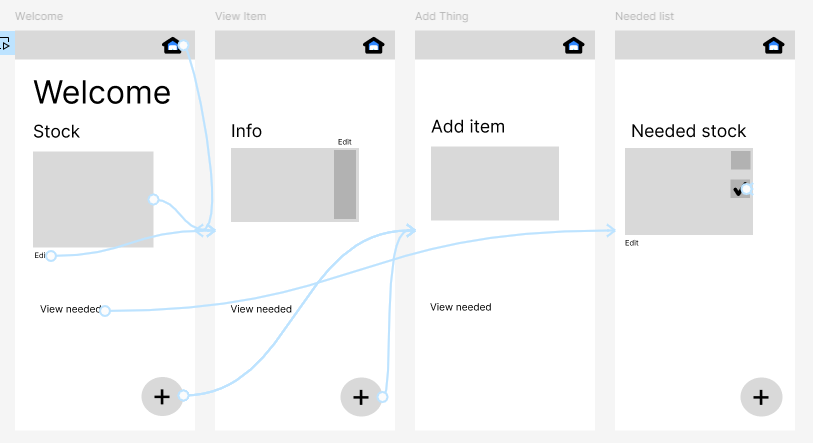 Welcome
View Item
Add Thing
Needed list
Welcome
Stock
Info
Add item
Needed stock
Edit
Edi
Edit
View needed
View needed
View needed
+
+
+